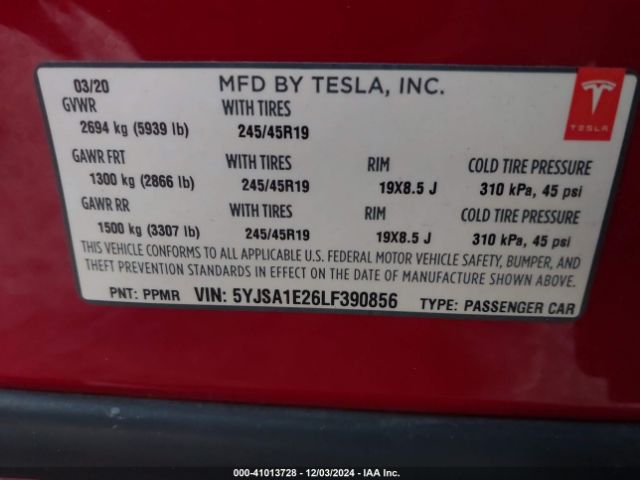 03/20 MFD BY TESLA, INC.
TESLA
GVWR WITH TIRES
2694 kg (5939 lb) 245/45R19
GAWR FRT WITH TIRES RIM COLD TIRE PRESSURE
1300 kg (2866 lb) 245/45R19 19X8.5 J 310 kPa, 45 psi
GAWR RR WITH TIRES RIM COLD TIRE PRESSURE
1500 kg (3307 lb) 245/45R19 19X8.5 J 310 kPa, 45 psi
THIS VEHICLE CONFORMS TO ALL APPLICABLE U.S. FEDERAL MOTOR VEHICLE SAFETY, BUMPER, AND
THEFT PREVENTION STANDARDS IN EFFECT ON THE DATE OF MANUFACTURE SHOWN ABOVE.
PNT: PPMR VIN: 5YJSA1E26LF390856 TYPE: PASSENGER CAR
000-41013728 - 12/03/2024 - IAA Inc.